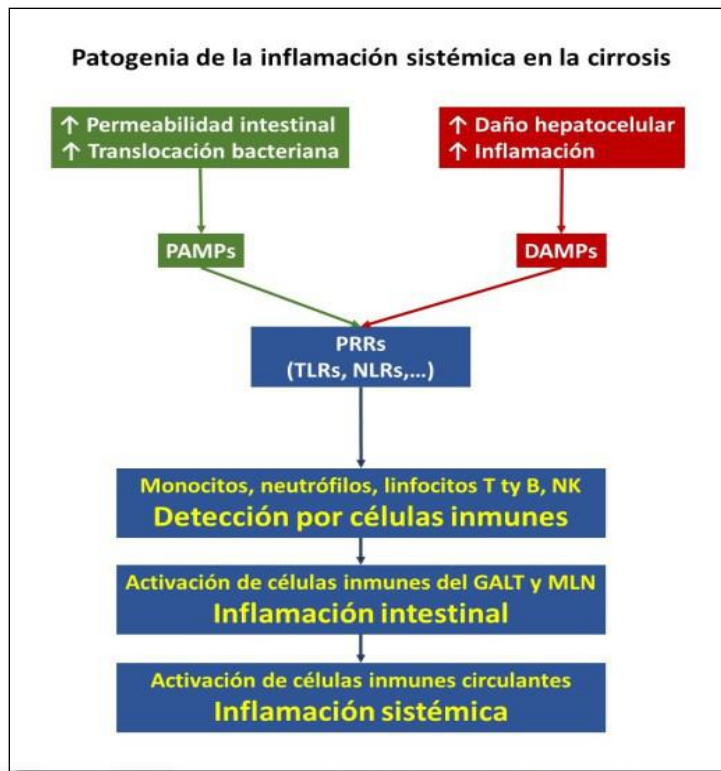 Patogenia de la inflamación sistémica en la cirrosis
↑ Permeabilidad intestinal
↑ Translocación bacteriana
↑ Daño hepatocelular
↑ Inflamación
PAMPs
DAMPs
PRRs
(TLRs, NLRs,...)
Monocitos, neutrófilos, linfocitos T ty B, NK
Detección por células inmunes
Activación de células inmunes del GALT y MLN
Inflamación intestinal
Activación de células inmunes circulantes
Inflamación sistémica